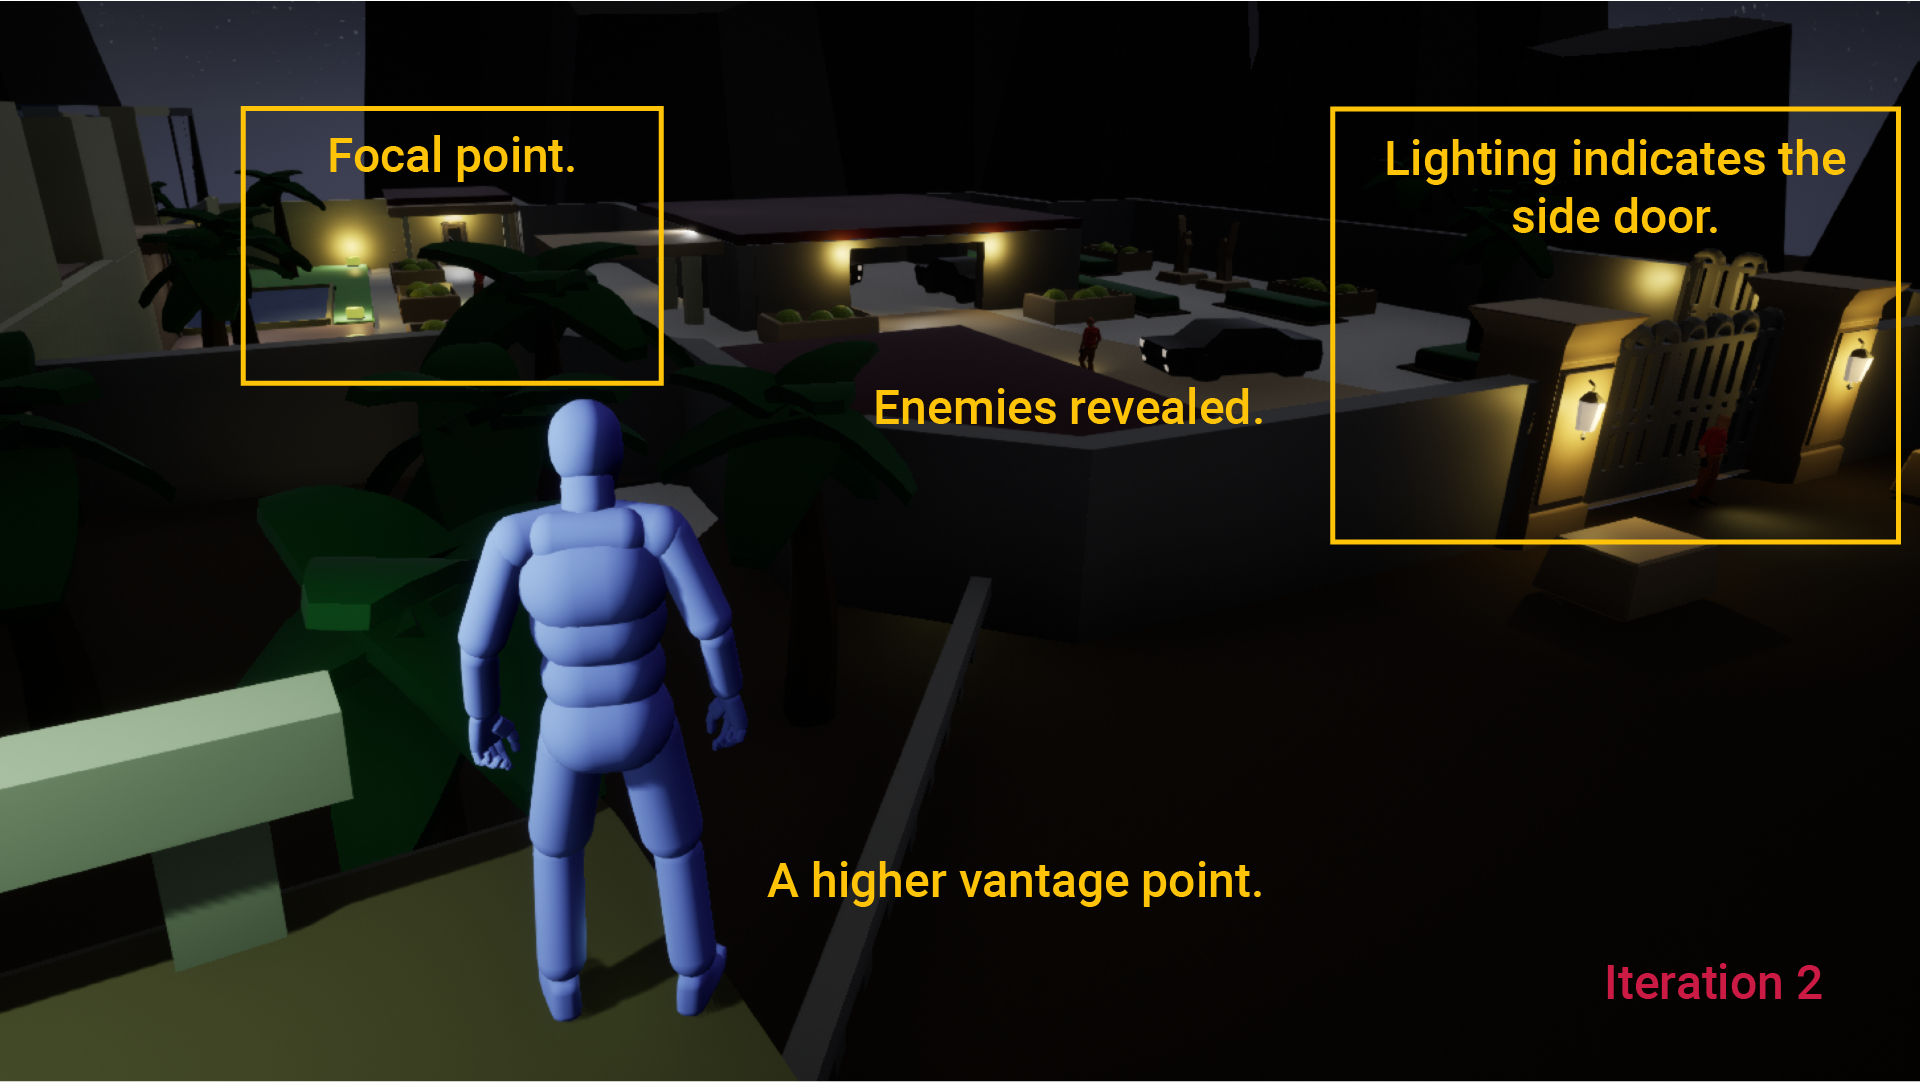 Focal point.
Lighting indicates the
side door.
Enemies revealed.
A higher vantage point.
Iteration 2